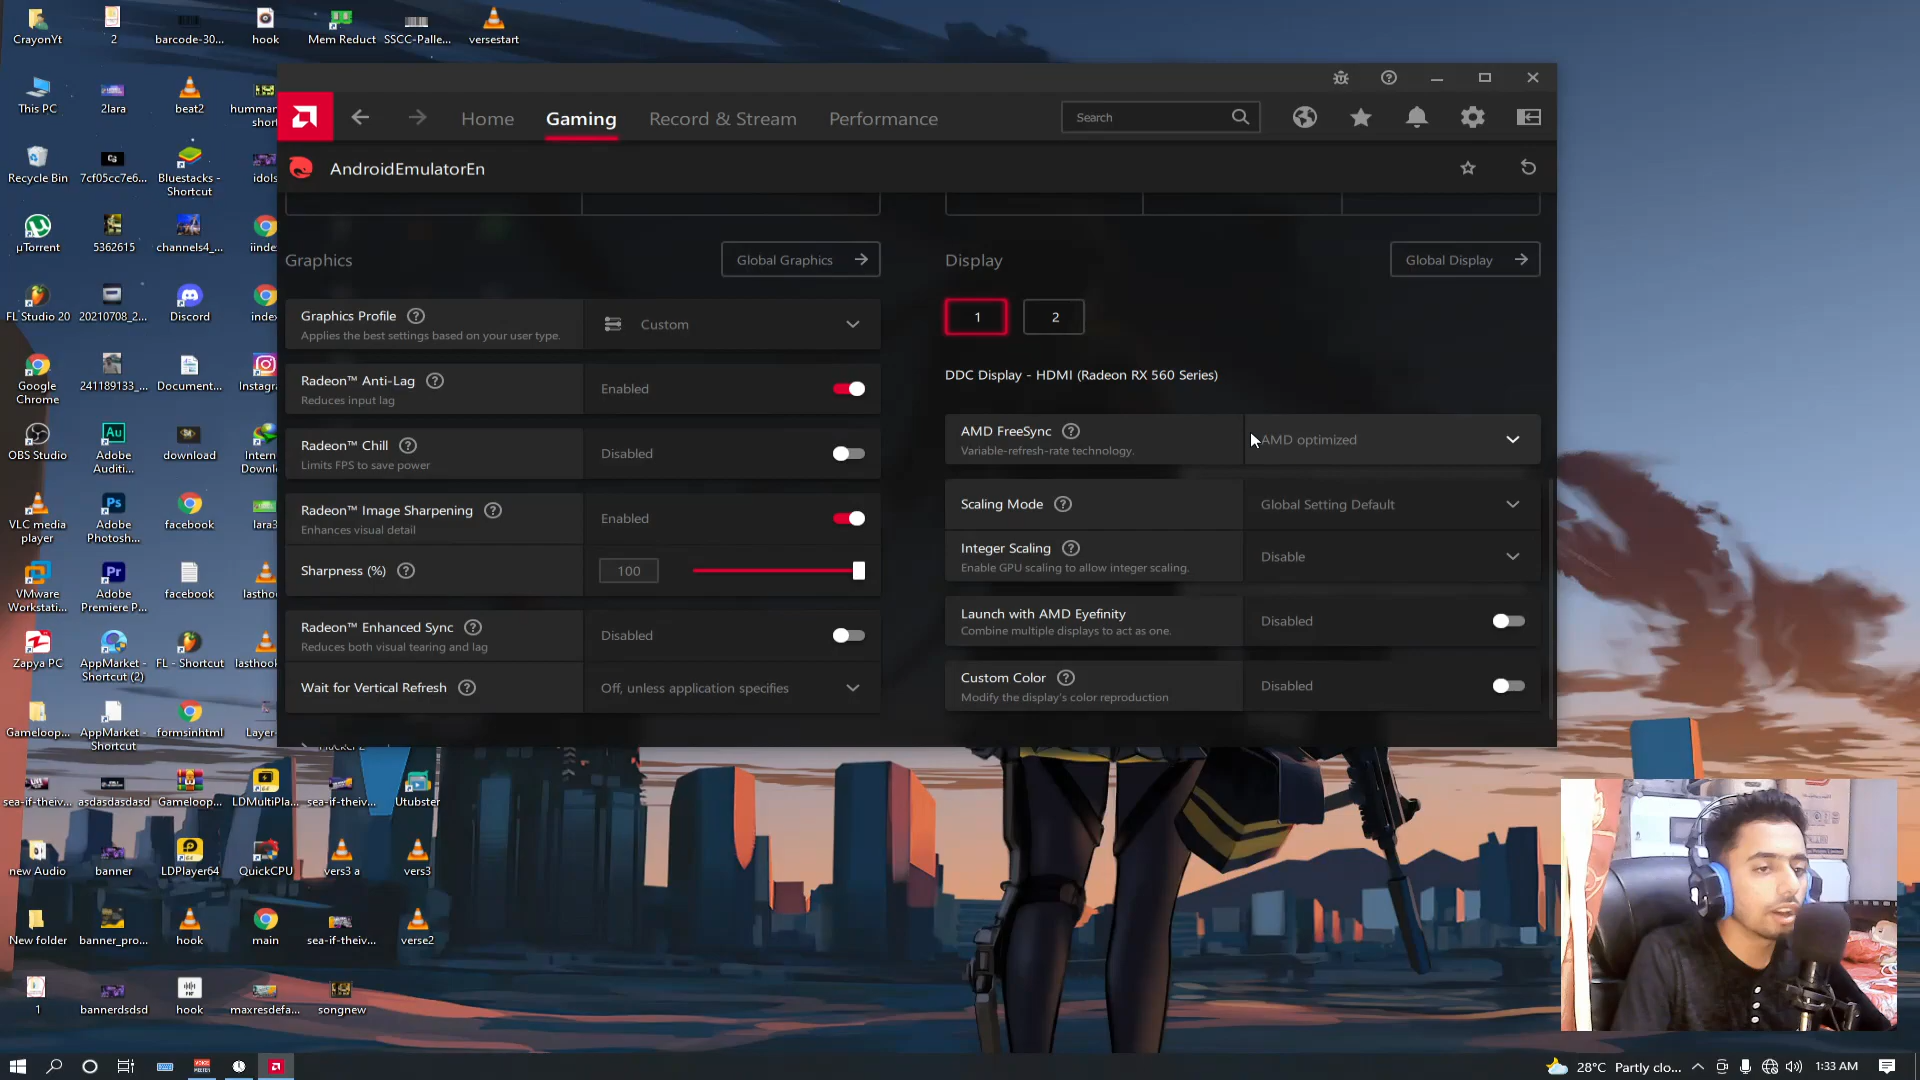 CrayonYt
2
barcode-30...
hook
Mem Reduct
SSCC-Palle...
versestart
This PC
2lara
beat2
humman
short
Recycle Bin
7cf05cc7e6...
Bluestacks -
Shortcut
idols
µTorrent
5362615
channels4_...
iindex
FL Studio 20
20210708_2...
Discord
index
Google
Chrome
241189133_...
Document...
Instagra
OBS Studio
Adobe
Auditi...
download
Intern
Downlo
VLC media
player
Adobe
Photosh...
facebook
lara3
VMware
Workstati...
Adobe
Premiere P...
facebook
lasthoo
Zapya PC
AppMarket -
Shortcut (2)
FL - Shortcut
lasthook
Gameloop...
AppMarket -
Shortcut
formsinhtml
Layer-
sea-if-theiv...
asdasdasdasd
Gameloop...
LDMultiPla...
sea-if-theiv...
Utubster
new Audio
banner
LDPlayer64
QuickCPU
vers3 a
vers3
New folder
banner_pro...
hook
main
sea-if-theiv...
verse2
1
bannerdsdsd
hook
maxresdefa...
songnew
Home
Gaming
Record & Stream
Performance
Search
AndroidEmulatorEn
Graphics
Global Graphics
Graphics Profile
Applies the best settings based on your user type.
Custom
Radeon™ Anti-Lag
Reduces input lag
Enabled
Radeon™ Chill
Limits FPS to save power
Disabled
Radeon™ Image Sharpening
Enhances visual detail
Enabled
Sharpness (%)
100
Radeon™ Enhanced Sync
Reduces both visual tearing and lag
Disabled
Wait for Vertical Refresh
Off, unless application specifies
Display
Global Display
1
2
DDC Display - HDMI (Radeon RX 560 Series)
AMD FreeSync
Variable-refresh-rate technology.
AMD optimized
Scaling Mode
Global Setting Default
Integer Scaling
Enable GPU scaling to allow integer scaling.
Disable
Launch with AMD Eyefinity
Combine multiple displays to act as one.
Disabled
Custom Color
Modify the display's color reproduction
Disabled
28°C Partly clo...
1:33 AM